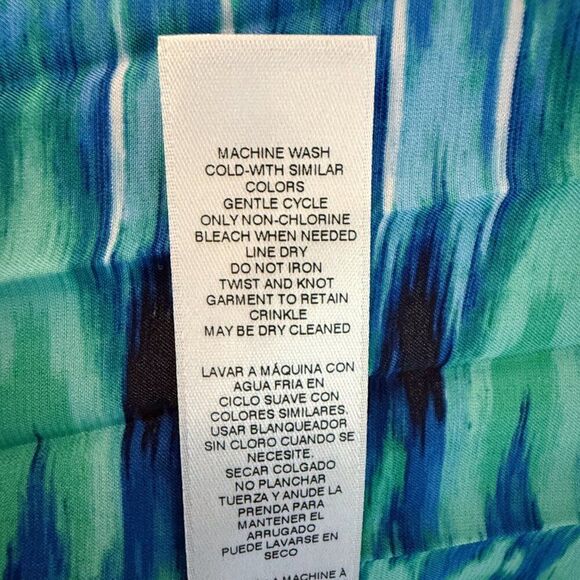 MACHINE WASH
COLD-WITH SIMILAR
COLORS
GENTLE CYCLE
ONLY NON-CHLORINE
BLEACH WHEN NEEDED
LINE DRY
DO NOT IRON
TWIST AND KNOT
GARMENT TO RETAIN
CRINKLE
MAY BE DRY CLEANED
LAVAR A MÁQUINA CON
AGUA FRIA EN
CICLO SUAVE CON
COLORES SIMILARES.
USAR BLANQUEADOR
SIN CLORO CUANDO SE
NECESITE.
SECAR COLGADO
NO PLANCHAR
TUERZA Y ANUDE LA
PRENDA PARA
MANTENER EL
ARRUGADO
PUEDE LAVARSE EN
SECO
MACHINE À